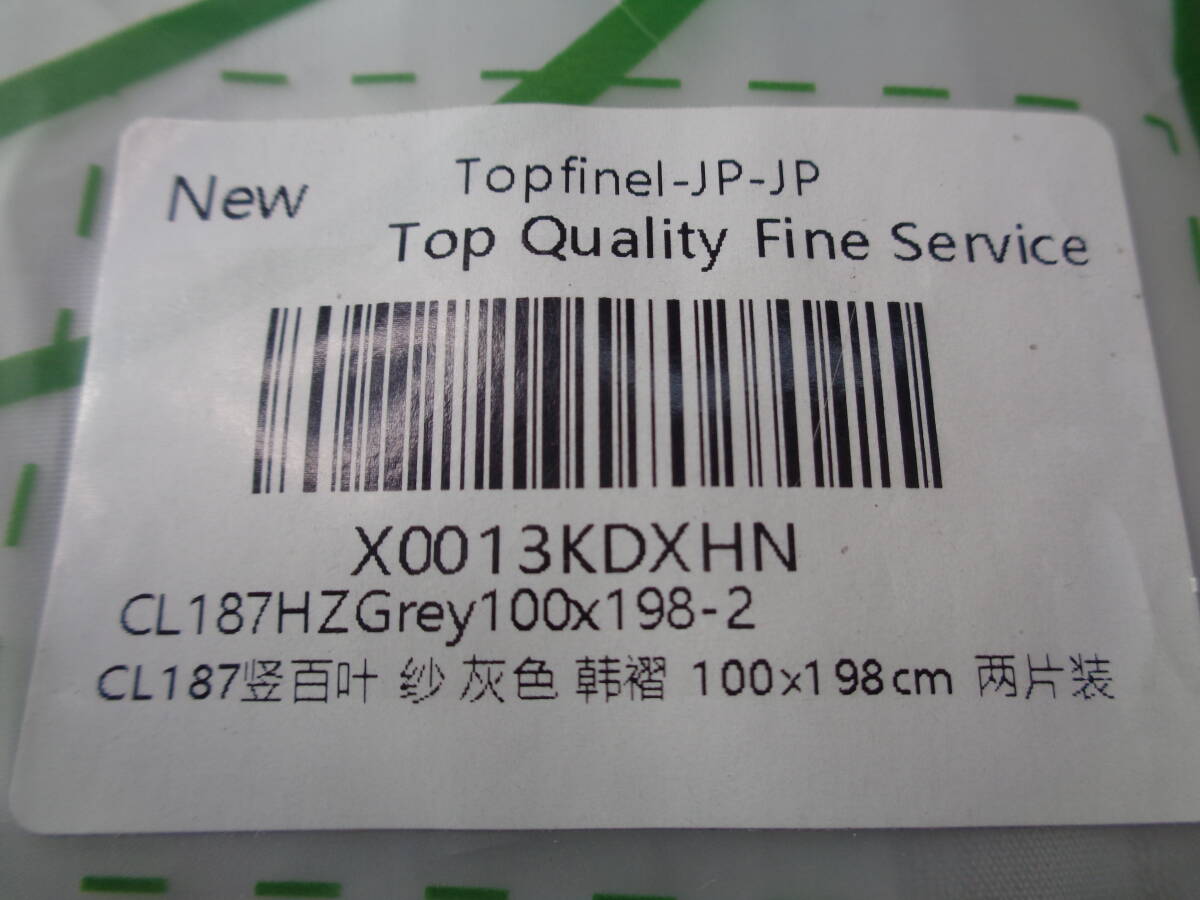 New
Topfinel-JP-JP
Top Quality Fine Service
X0013KDXHN
CL187HZGrey100x198-2
CL187竖百叶 纱 灰色 韩褶 100x198cm 两片装